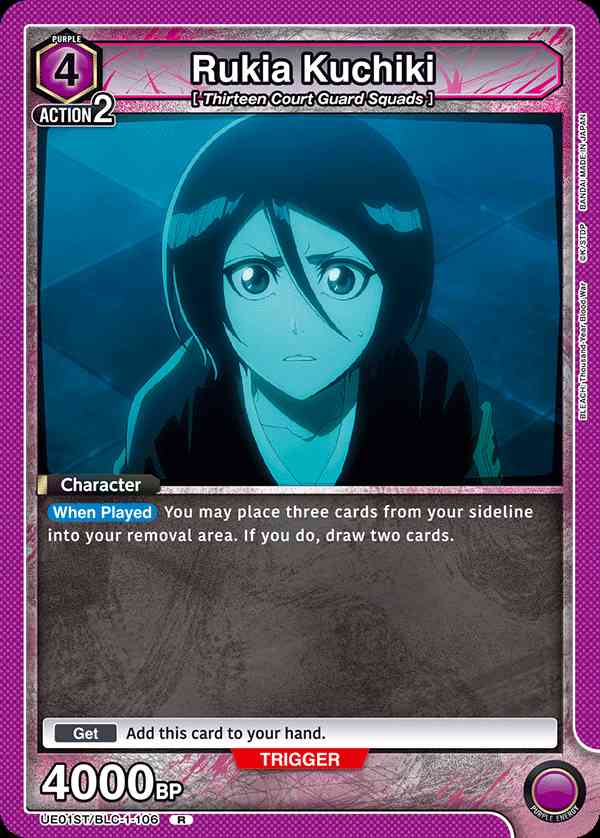 PURPLE
4
ACTION 2
Rukia Kuchiki
[ Thirteen Court Guard Squads ]
BLEACH: Thousand-Year Blood War ©K/STDP BANDAI MADE IN JAPAN
Character
When Played You may place three cards from your sideline
into your removal area. If you do, draw two cards.
Get Add this card to your hand.
TRIGGER
4000BP
UE01ST/BLC-1-106 R
PURPLE ENERGY